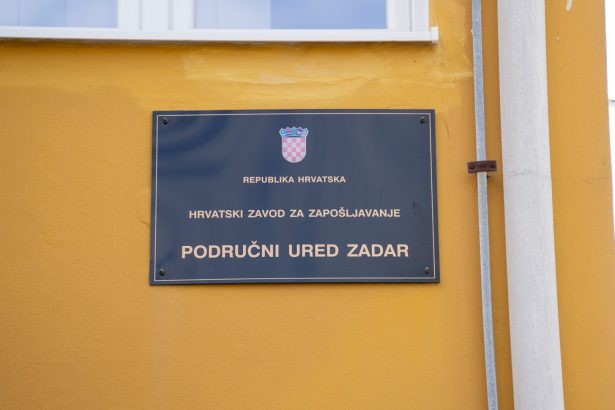 REPUBLIKA HRVATSKA
HRVATSKI ZAVOD ZA ZAPOŠLJAVANJE
PODRUČNI URED ZADAR